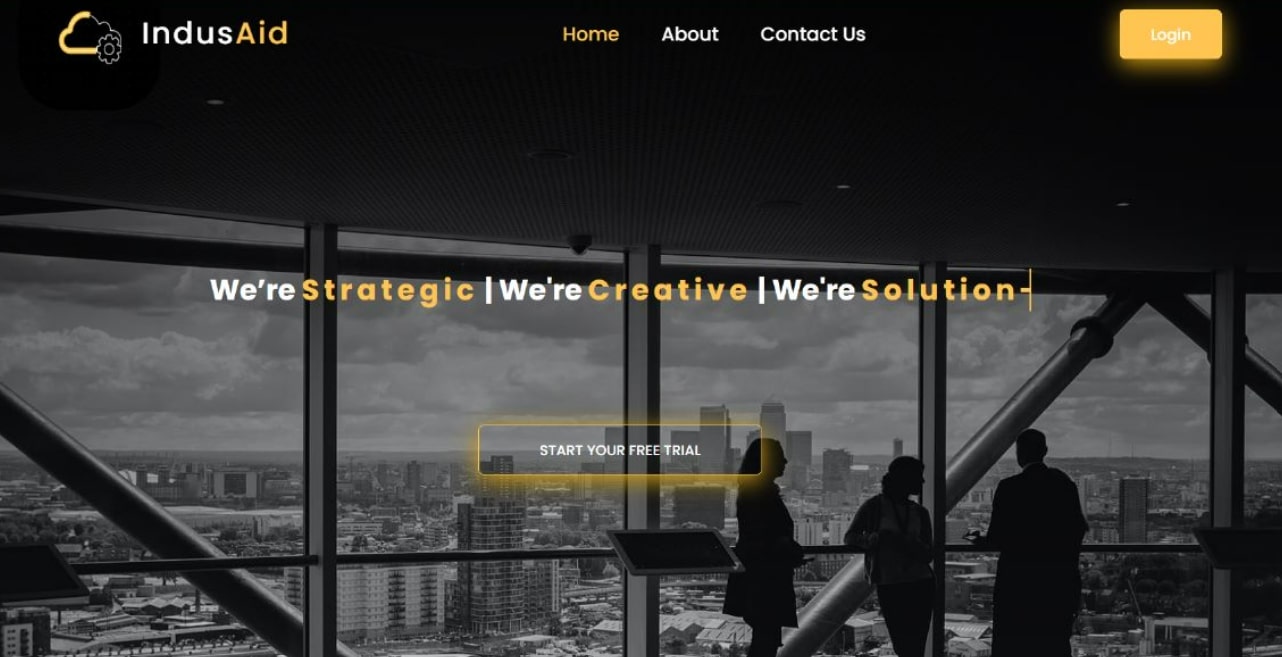 IndusAid
Home About Contact Us
Login
We’re Strategic | We're Creative | We're Solution-
START YOUR FREE TRIAL